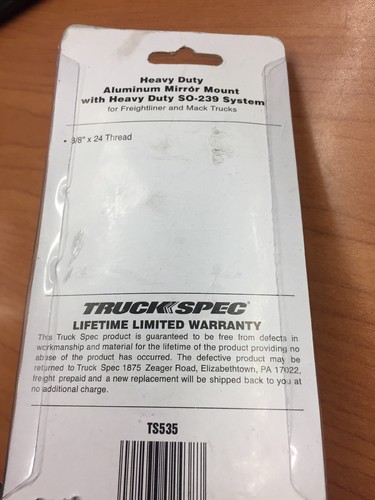 Heavy Duty
Aluminum Mirror Mount
with Heavy Duty SO-239 System
for Freightliner and Mack Trucks
• 3/8" x 24 Thread
TRUCK SPEC®
LIFETIME LIMITED WARRANTY
This Truck Spec product is guaranteed to be free from defects in
workmanship and material for the lifetime of the product providing no
abuse of the product has occurred. The defective product may be
returned to Truck Spec 1875 Zeager Road, Elizabethtown, PA 17022,
freight prepaid and a new replacement will be shipped back to you at
no additional charge.
TS535